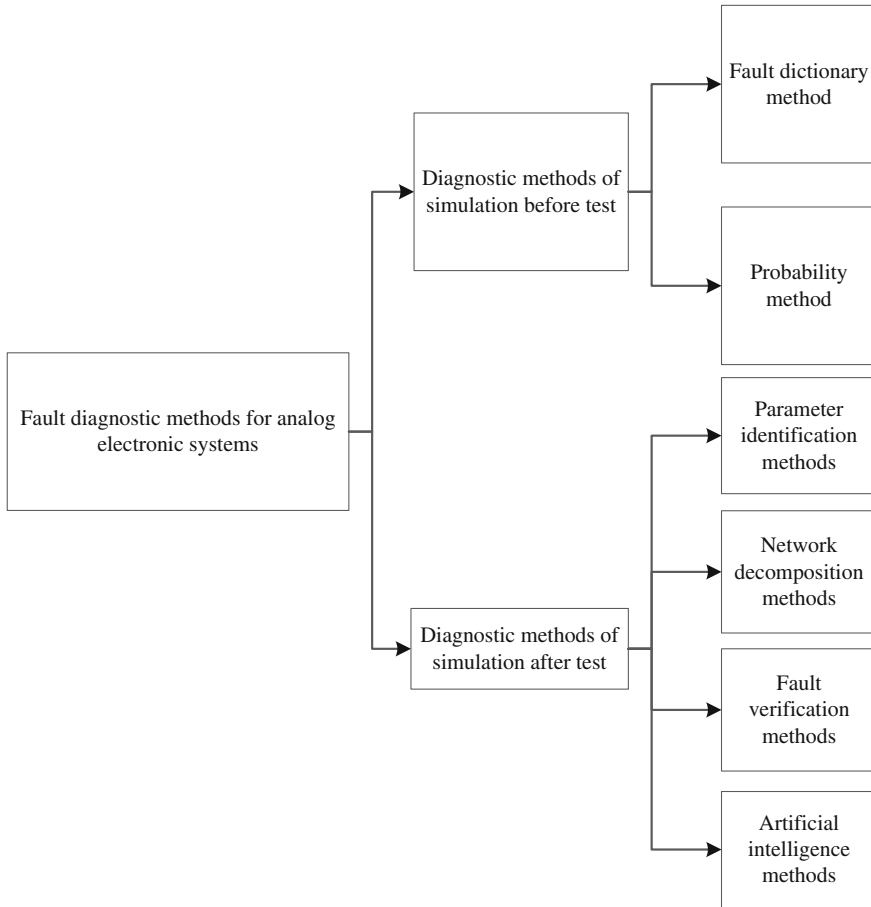 Fault diagnostic methods for analog
electronic systems
Diagnostic methods of
simulation before test
Fault dictionary
method
Probability
method
Diagnostic methods of
simulation after test
Parameter
identification
methods
Network
decomposition
methods
Fault
verification
methods
Artificial
intelligence
methods